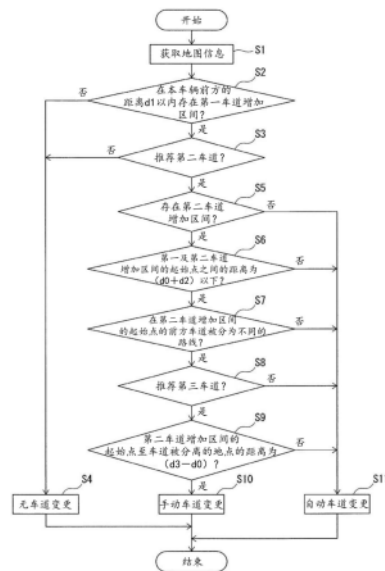 开始
获取地图信息
S1
S2
在本车辆前方的
距离d1以内存在第一车道增加
区间?
否
是
S3
推荐第二车道?
否
是
S5
存在第二车道
增加区间?
否
是
S6
第一及第二车道
增加区间的起始点之间的距离为
(d0+d2)以下?
否
是
S7
在第二车道增加区间
的起始点的前方车道被分为不同的
路线?
否
是
S8
推荐第三车道?
否
是
S9
第二车道增加区间的
起始点至车道被分离的地点的距离为
(d3-d0)?
否
是
S4
无车道变更
S10
手动车道变更
S11
自动车道变更
结束